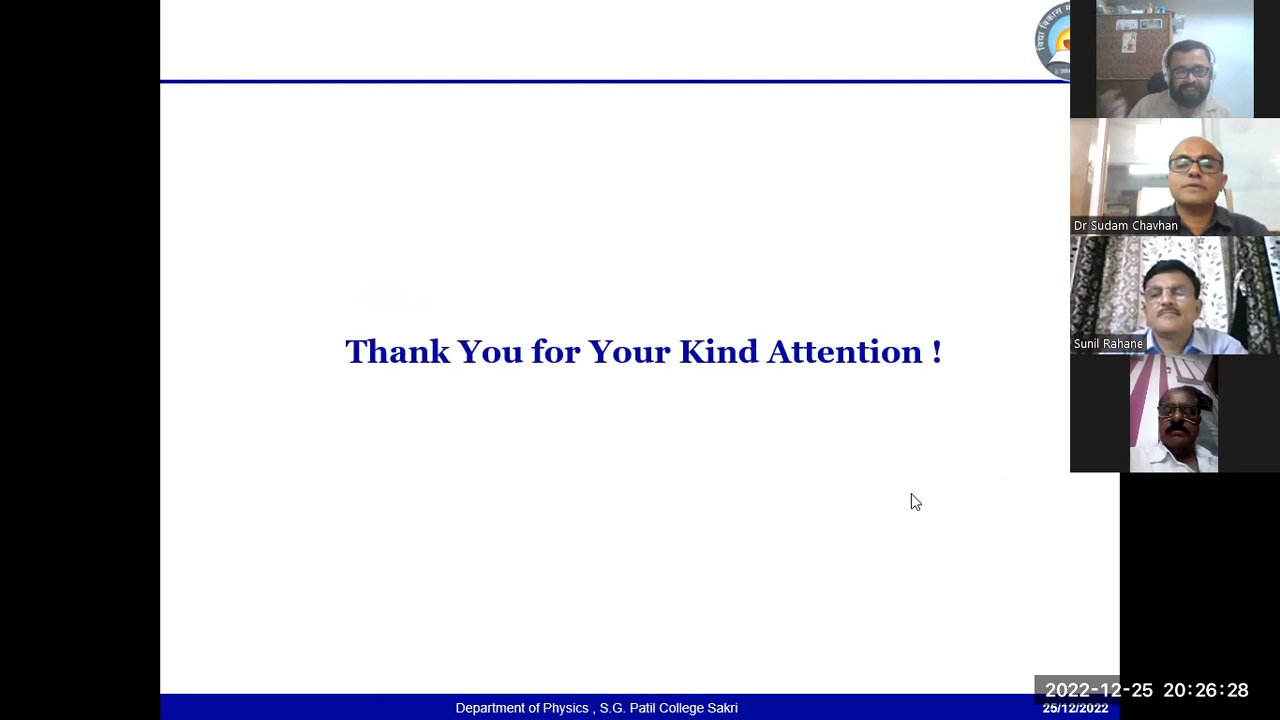 विद्या विकास
Dr Sudam Chavhan
Sunil Rahane
Thank You for Your Kind Attention !
2022-12-25 20:26:28
Department of Physics , S.G. Patil College Sakri
25/12/2022